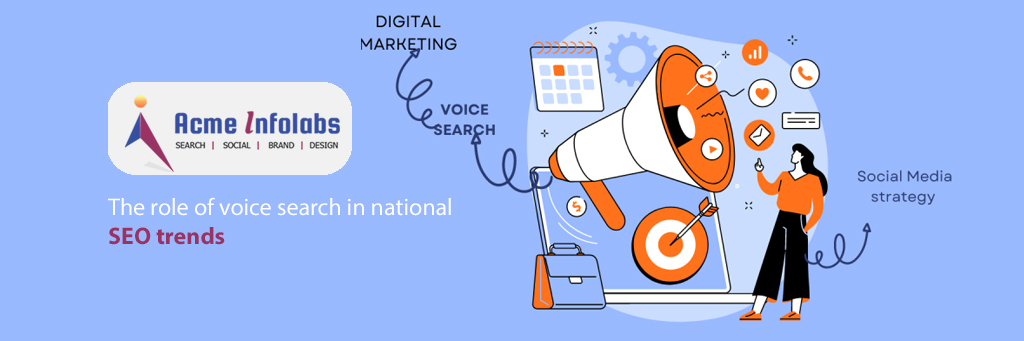 DIGITAL
MARKETING
VOICE
SEARCH
Acme Infolabs
SEARCH | SOCIAL | BRAND | DESIGN
The role of voice search in national
SEO trends
Social Media
strategy